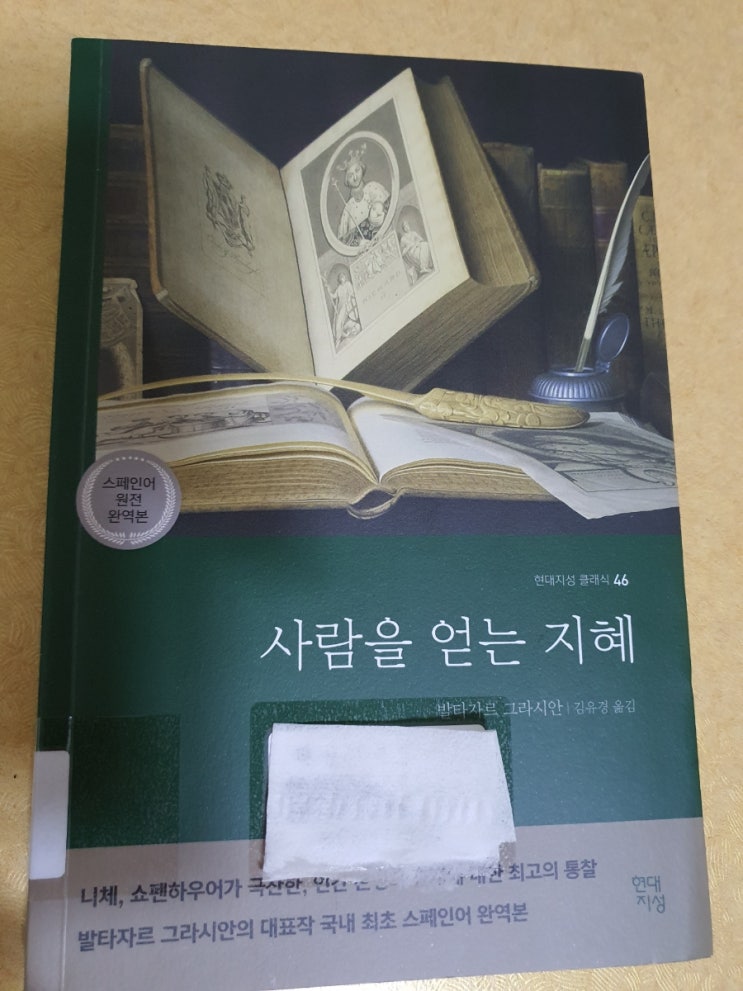 스페인어
원전
완역본
현대지성 클래식 46
사람을 얻는 지혜
발타자르 그라시안 | 김유경 옮김
니체, 쇼펜하우어가 극찬한, 인간 대한 최고의 통찰
발타자르 그라시안의 대표작 국내 최초 스페인어 완역본
현대
지성